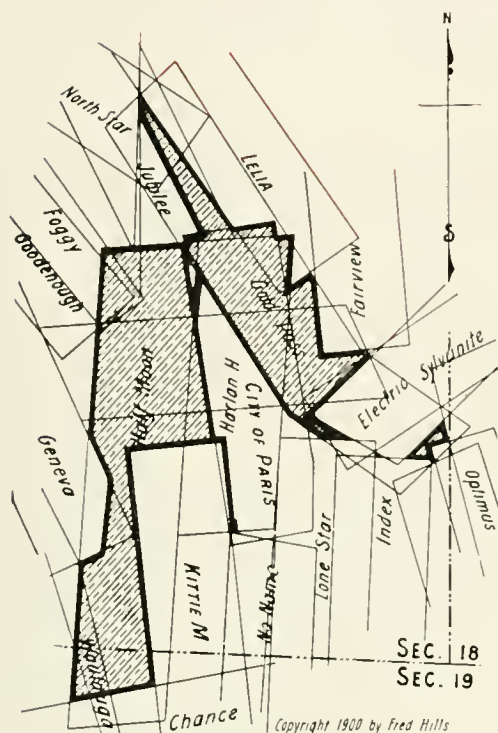 N
North Star
Jubilee
LELIA
Foggy
Goodenough
Fairview
Half Moon
Harlan H
CITY OF PARIS
Electric Sylvanite
Geneva
Optimus
Index
Lone Star
KITTIE M
No Name
SEC. 18
SEC. 19
Chance
Copyright 1900 by Fred Hills